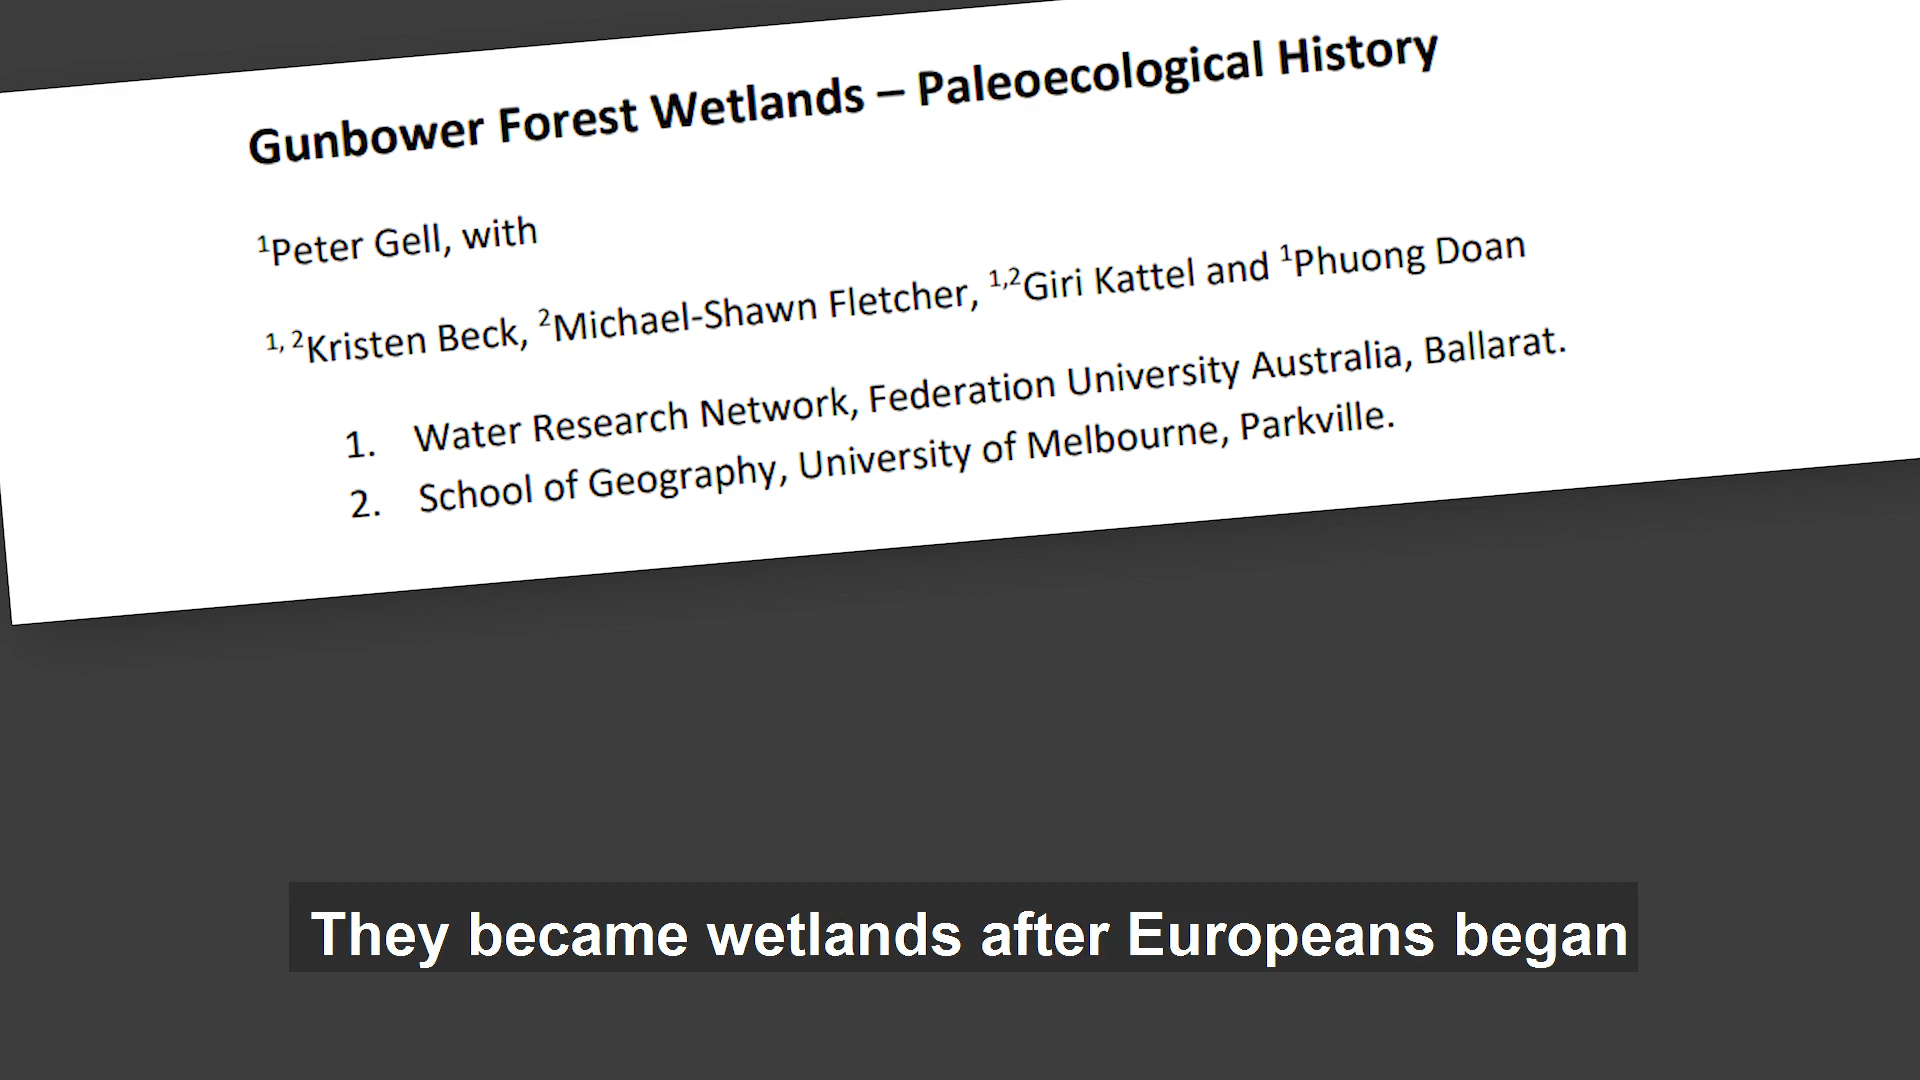 Gunbower Forest Wetlands – Paleoecological History
¹Peter Gell, with
¹, ²Kristen Beck, ²Michael-Shawn Fletcher, ¹,²Giri Kattel and ¹Phuong Doan
1. Water Research Network, Federation University Australia, Ballarat.
2. School of Geography, University of Melbourne, Parkville.
They became wetlands after Europeans began